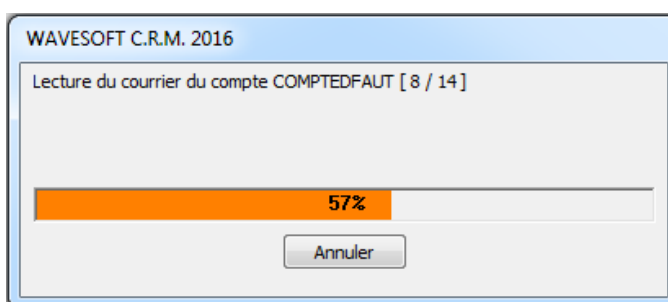 WAVESOFT C.R.M. 2016
Lecture du courrier du compte COMPTEDFAUT [ 8 / 14 ]
57%
Annuler